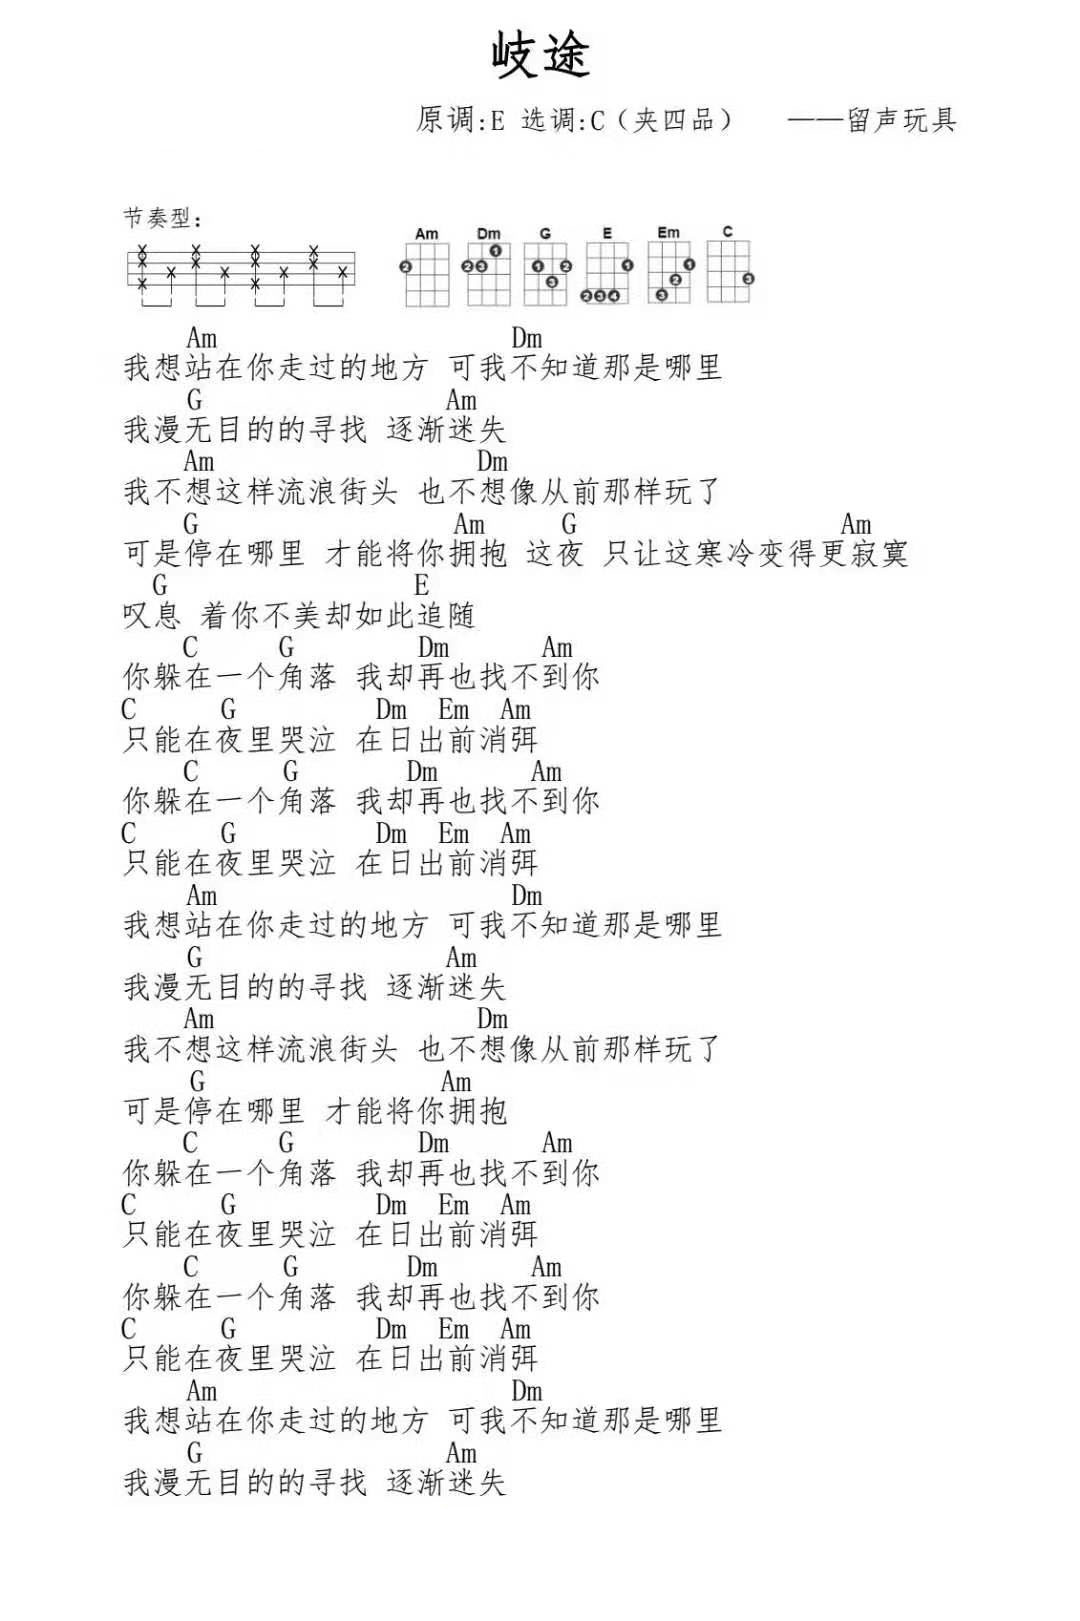 岐途
原调:E 选调:C（夹四品） ——留声玩具
节奏型:
Am Dm G E Em C
Am Dm
我想站在你走过的地方 可我不知道那是哪里
G Am
我漫无目的的寻找 逐渐迷失
Am Dm
我不想这样流浪街头 也不想像从前那样玩了
G Am G Am
可是停在哪里 才能将你拥抱 这夜 只让这寒冷变得更寂寞
G E
叹息 着你不美却如此追随
C G Dm Am
你躲在一个角落 我却再也找不到你
C G Dm Em Am
只能在夜里哭泣 在日出前消弭
C G Dm Am
你躲在一个角落 我却再也找不到你
C G Dm Em Am
只能在夜里哭泣 在日出前消弭
Am Dm
我想站在你走过的地方 可我不知道那是哪里
G Am
我漫无目的的寻找 逐渐迷失
Am Dm
我不想这样流浪街头 也不想像从前那样玩了
G Am
可是停在哪里 才能将你拥抱
C G Dm Am
你躲在一个角落 我却再也找不到你
C G Dm Em Am
只能在夜里哭泣 在日出前消弭
C G Dm Am
你躲在一个角落 我却再也找不到你
C G Dm Em Am
只能在夜里哭泣 在日出前消弭
Am Dm
我想站在你走过的地方 可我不知道那是哪里
G Am
我漫无目的的寻找 逐渐迷失